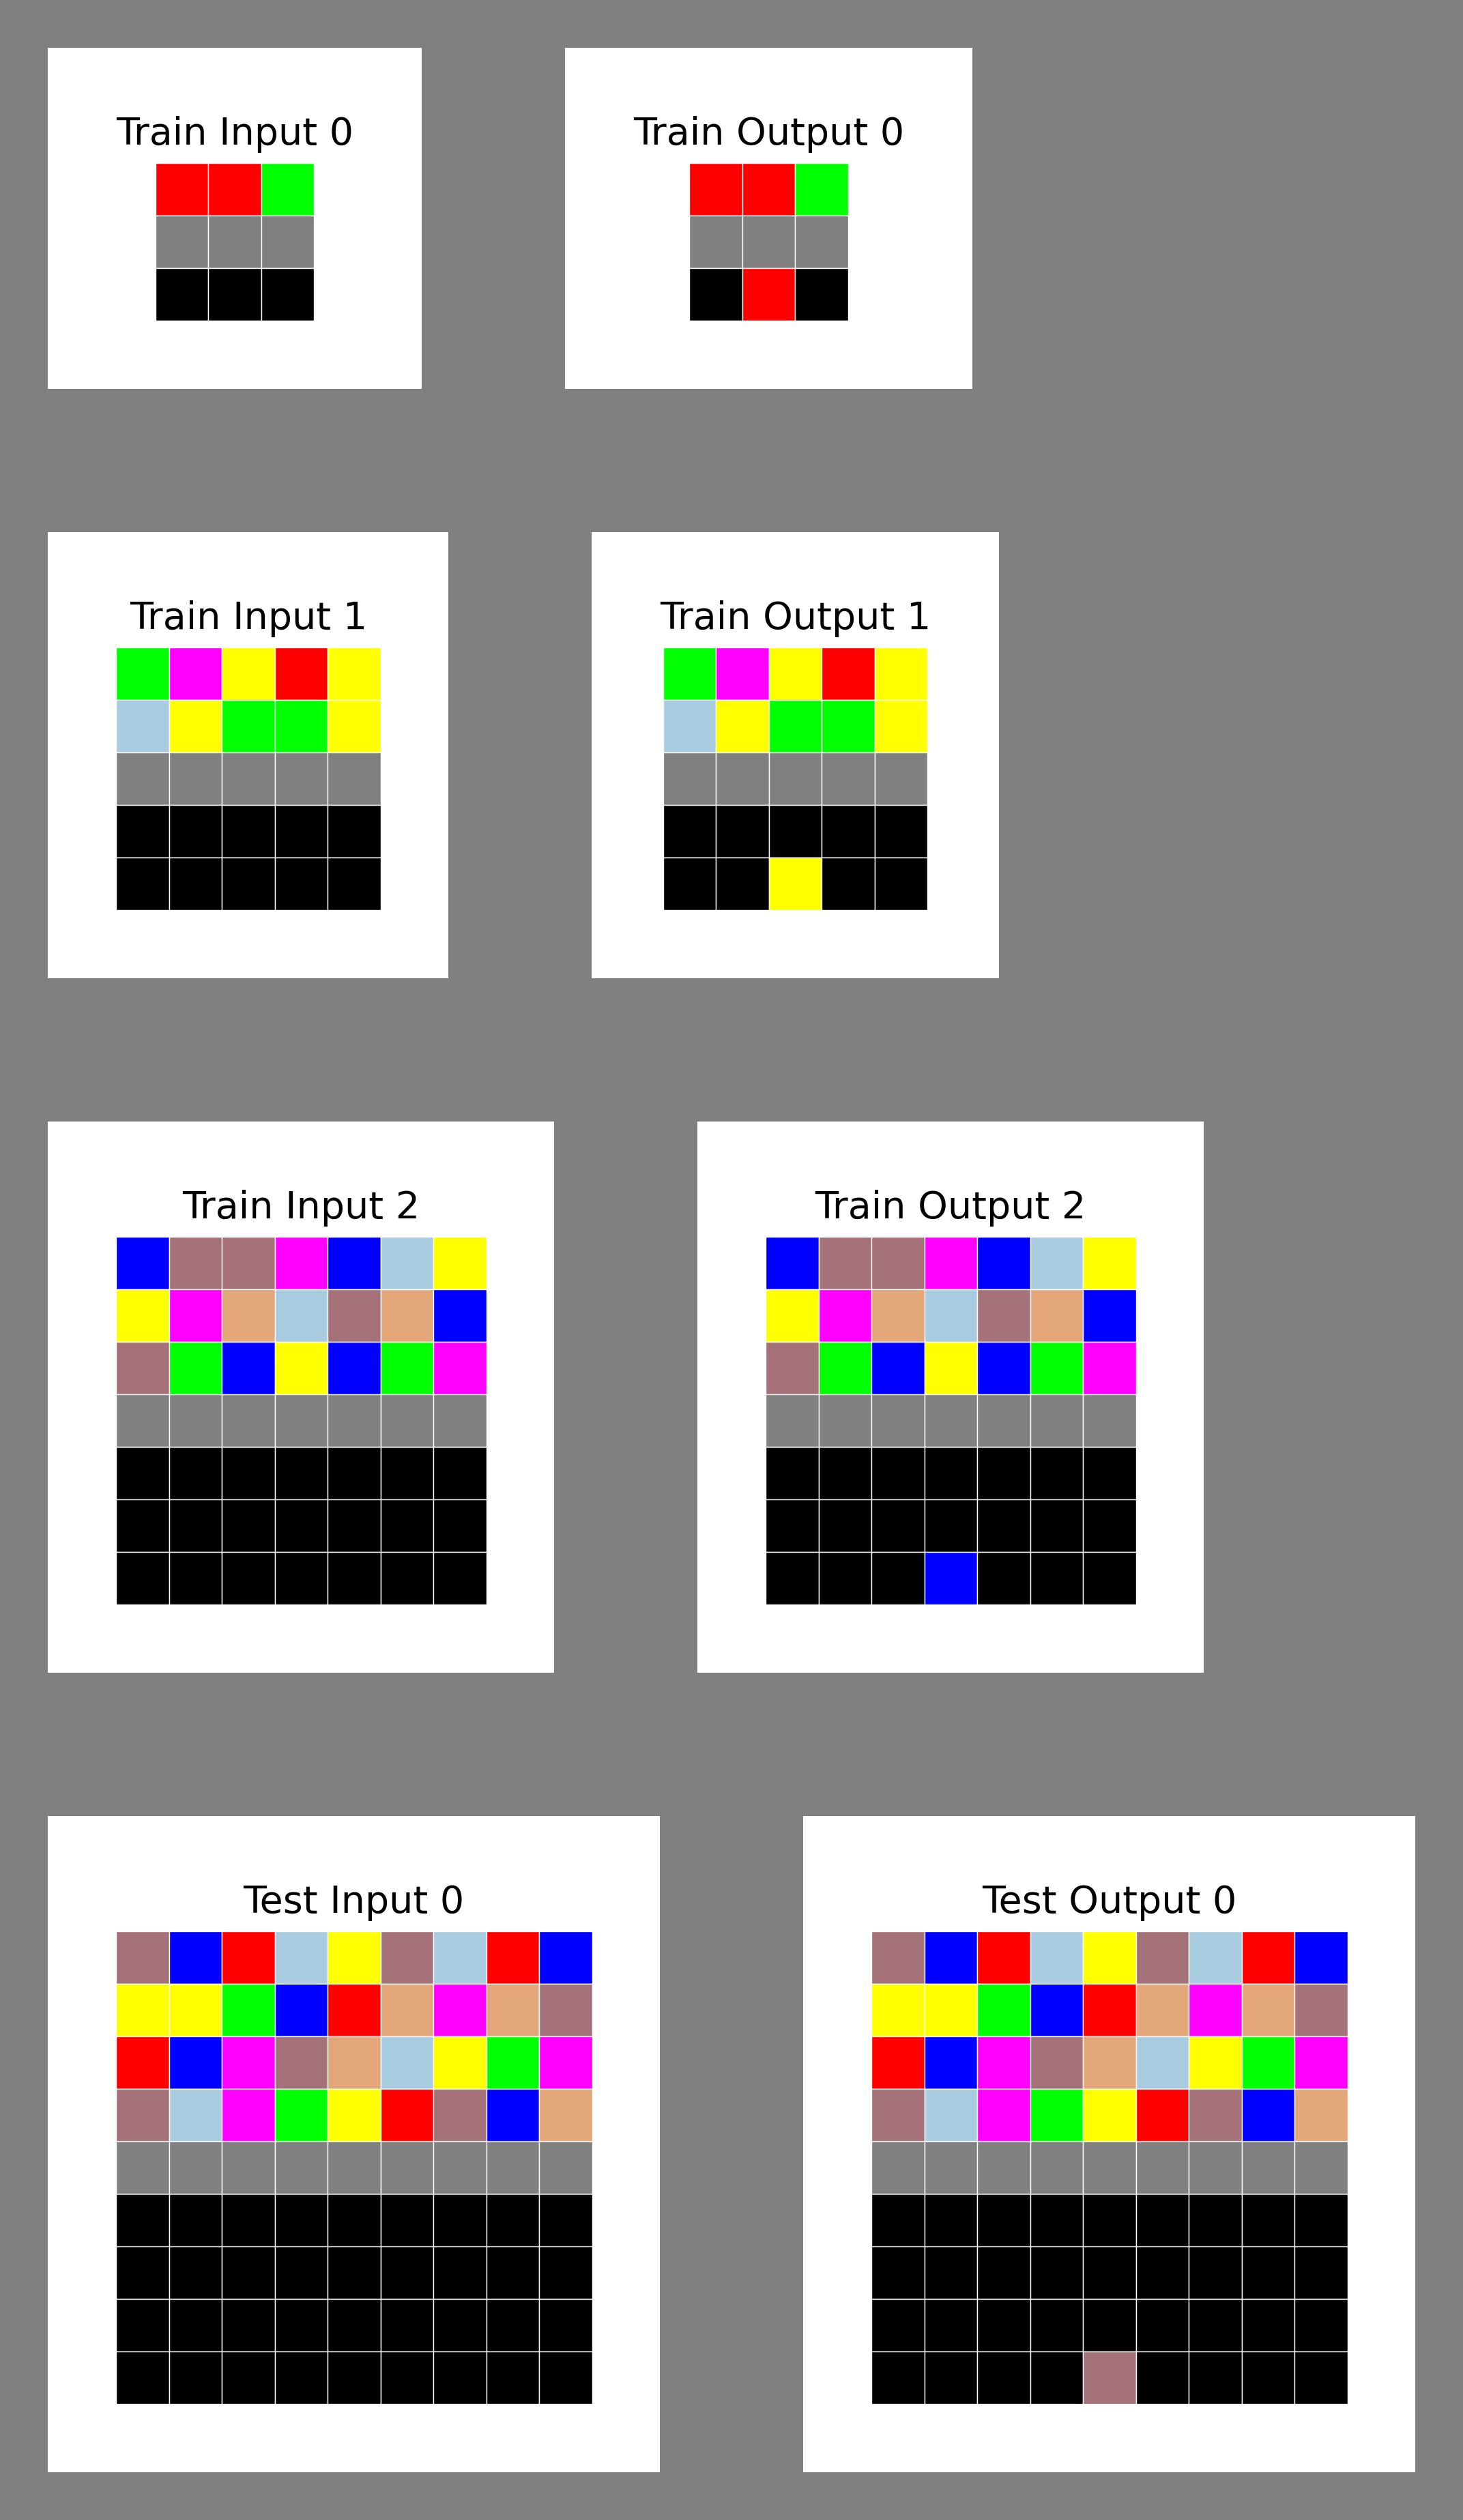 Train Input 0
Train Output 0
Train Input 1
Train Output 1
Train Input 2
Train Output 2
Test Input 0
Test Output 0